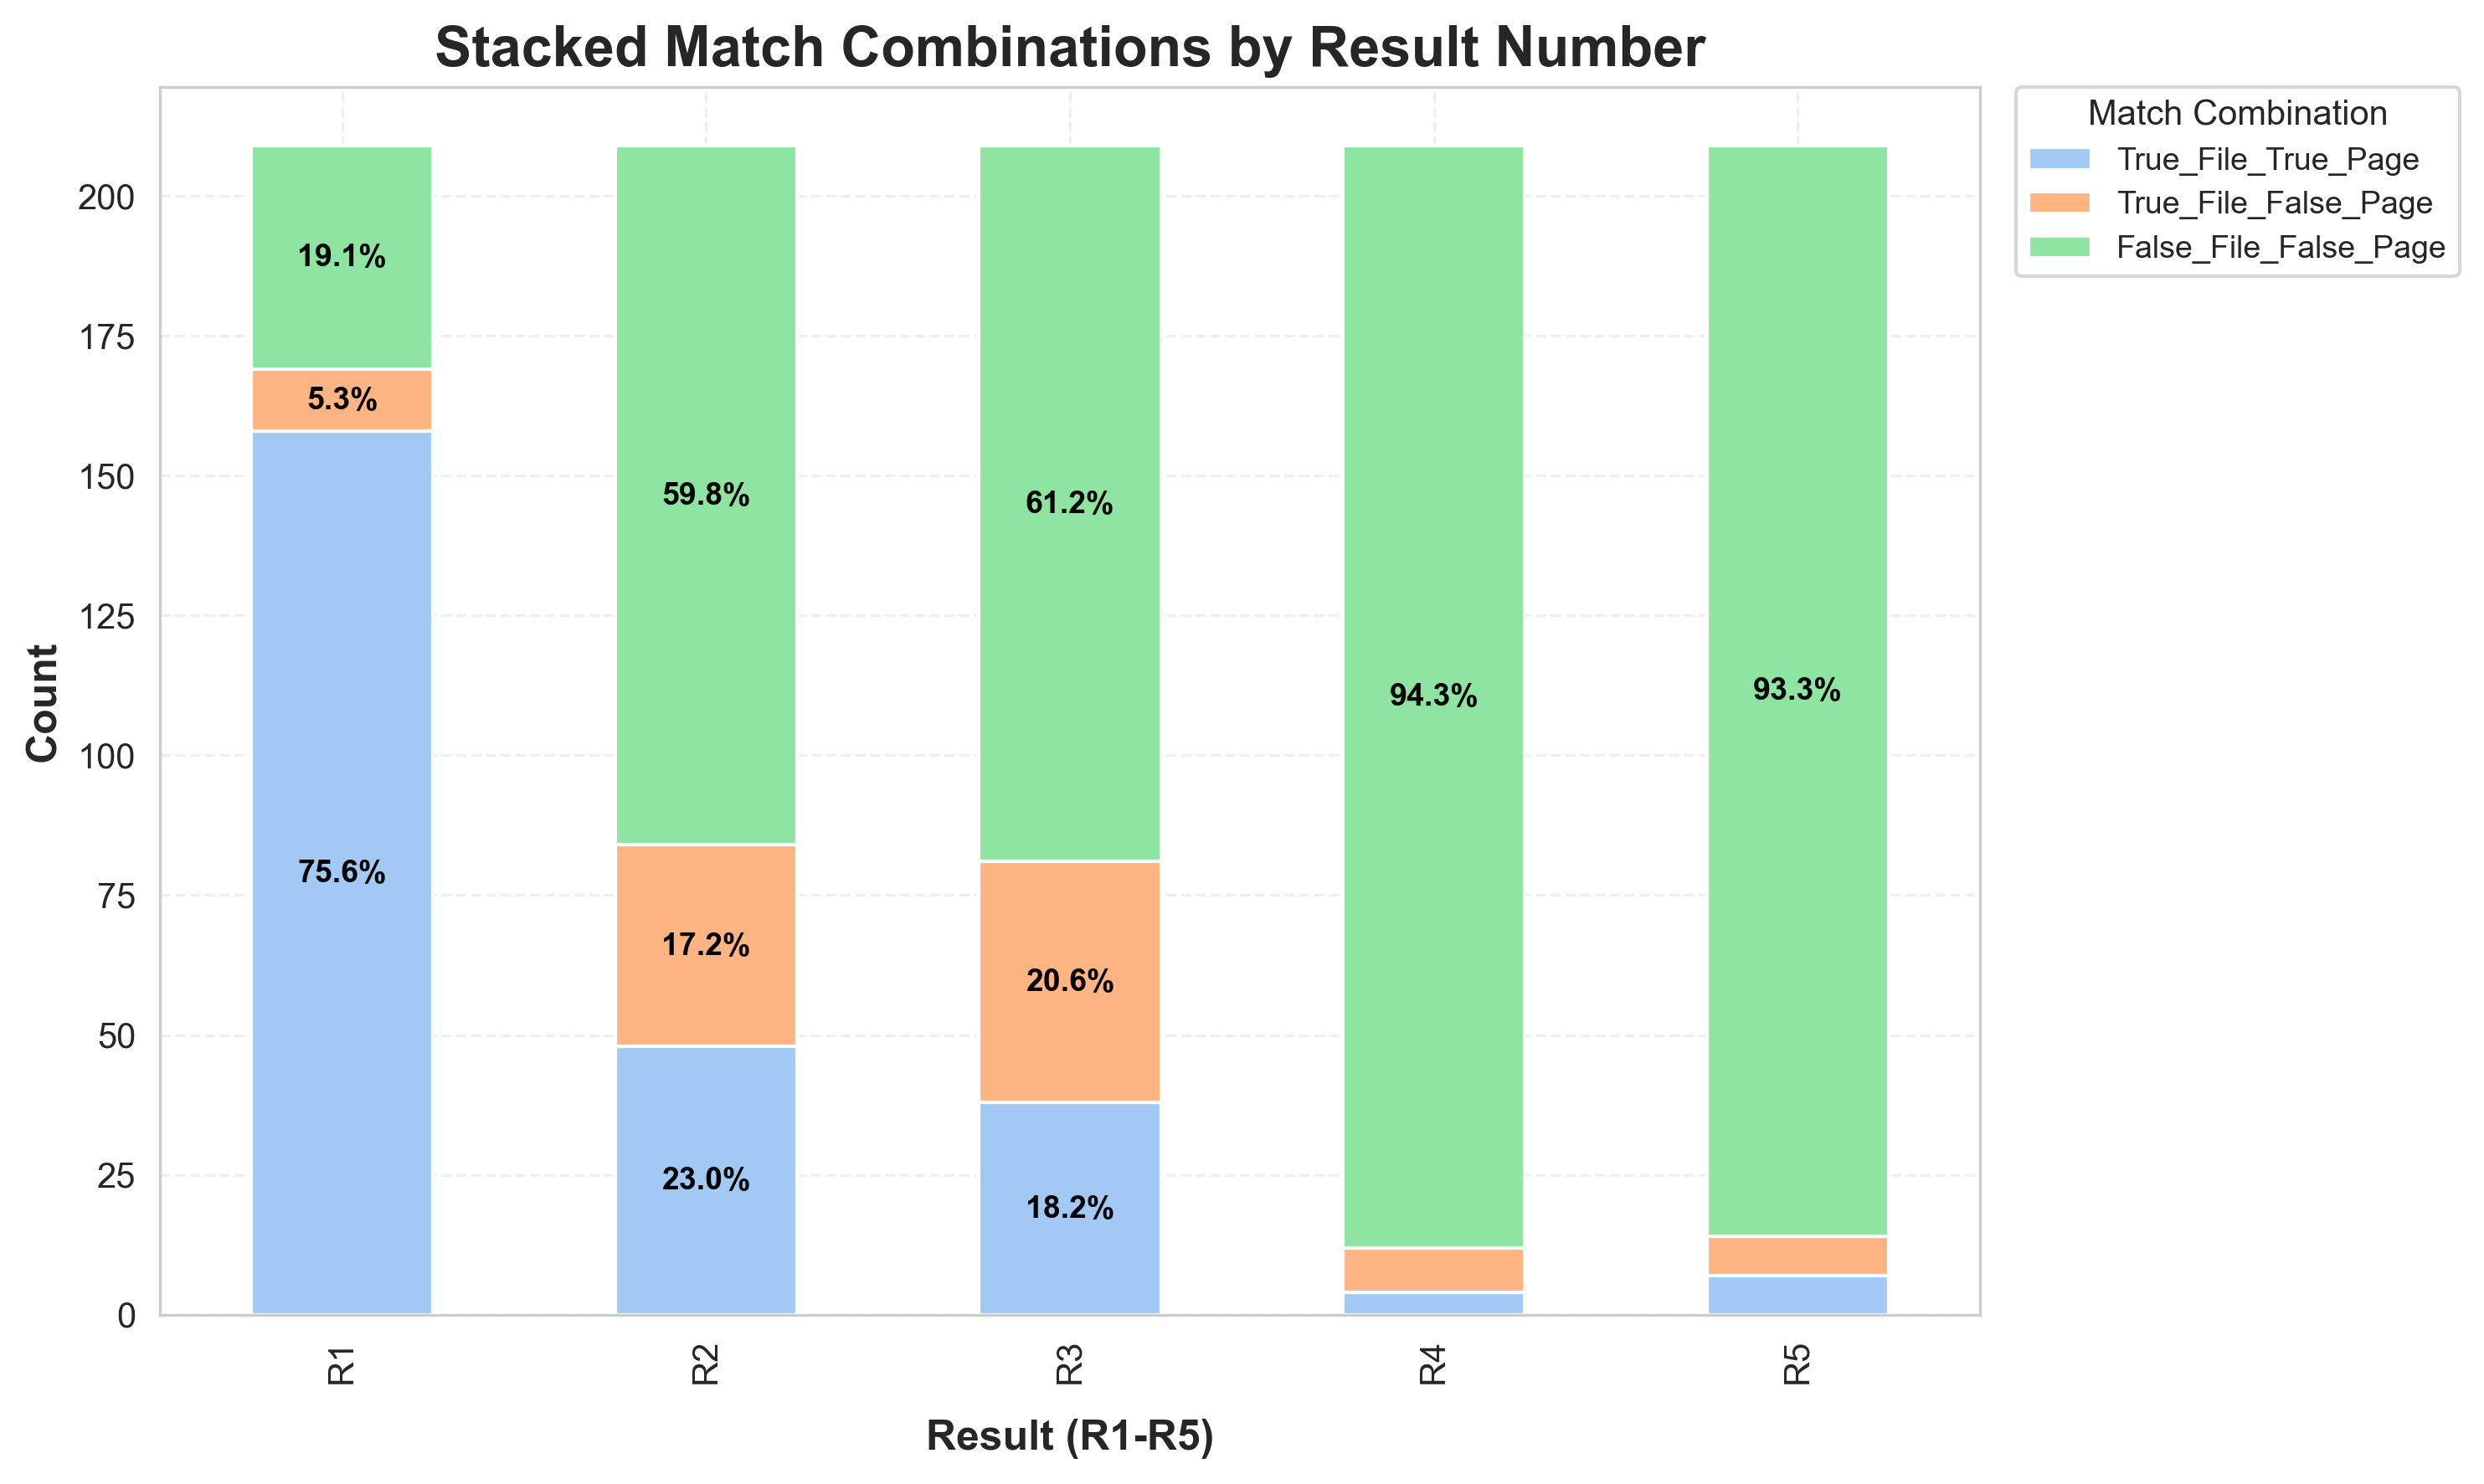 Stacked Match Combinations by Result Number
Match Combination
True_File_True_Page
True_File_False_Page
False_File_False_Page
Count
200
175
150
125
100
75
50
25
0
19.1%
5.3%
75.6%
59.8%
17.2%
23.0%
61.2%
20.6%
18.2%
94.3%
93.3%
R1
R2
R3
R4
R5
Result (R1-R5)